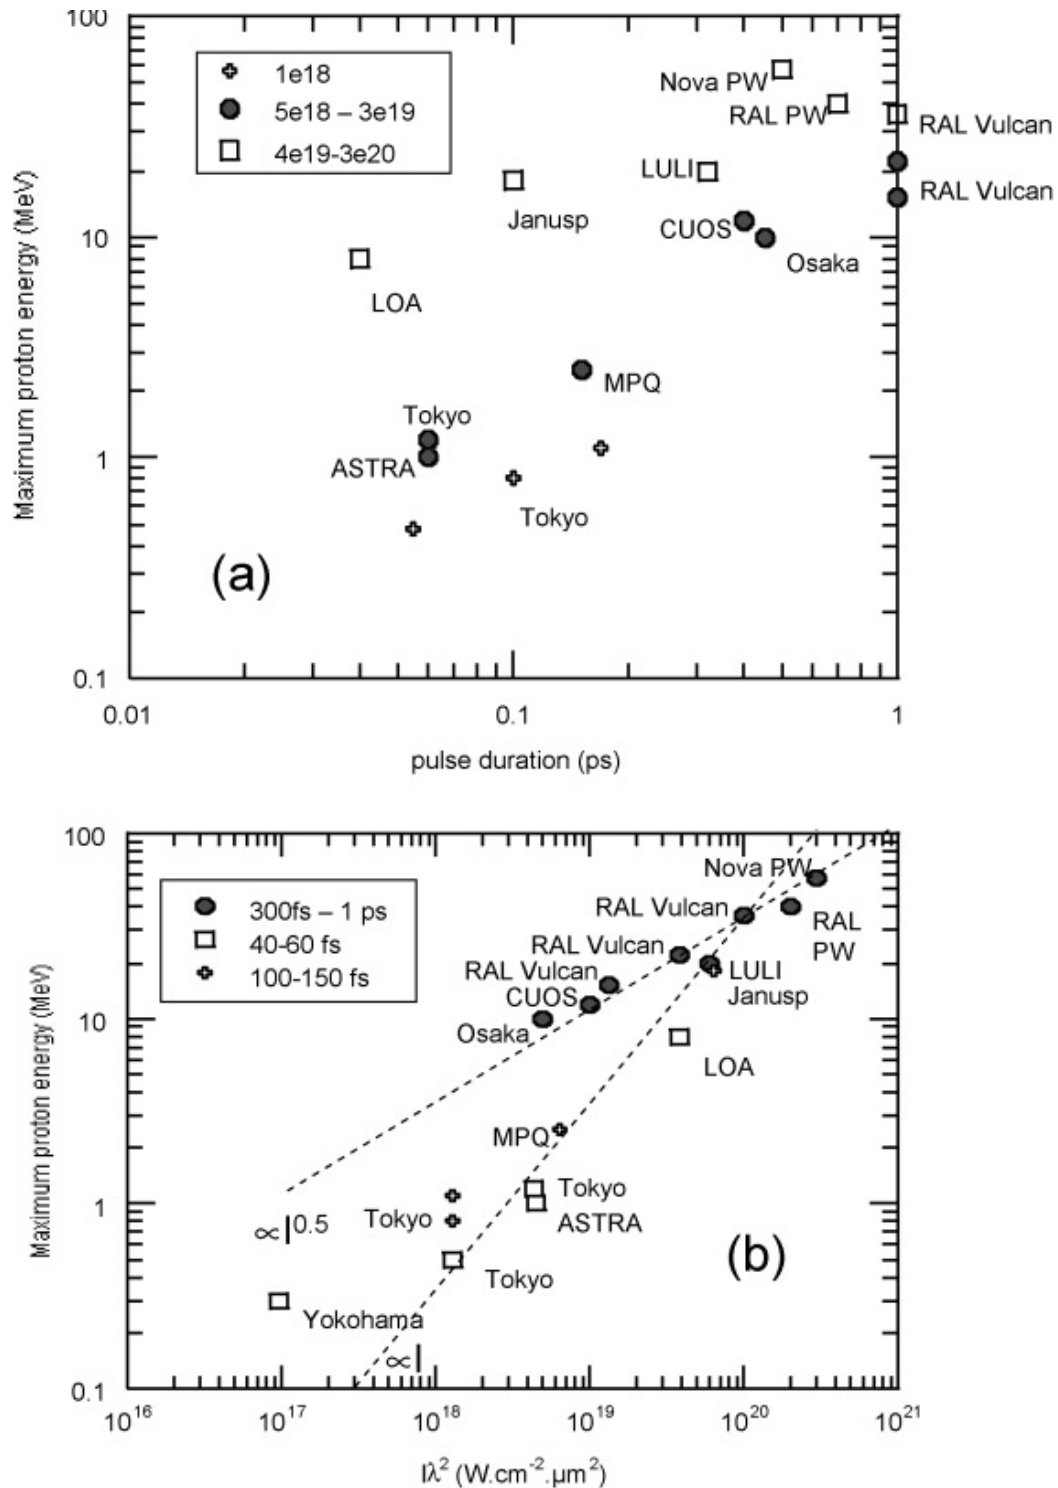 100
1e18
5e18 – 3e19
4e19-3e20
Nova PW
RAL PW
RAL Vulcan
LULI
RAL Vulcan
Janusp
CUOS
Osaka
10
LOA
MPQ
Tokyo
ASTRA
1
Tokyo
(a)
0.1
0.01
0.1
1
Maximum proton energy (MeV)
pulse duration (ps)
100
Nova PW
300fs – 1 ps
40-60 fs
100-150 fs
RAL Vulcan
RAL
PW
RAL Vulcan
RAL Vulcan
LULI
CUOS
Janusp
10
Osaka
LOA
MPQ
Tokyo
1
Tokyo
ASTRA
∝I^0.5
(b)
Tokyo
Yokohama
∝I
0.1
10^16
10^17
10^18
10^19
10^20
10^21
Maximum proton energy (MeV)
Iλ² (W.cm⁻².µm²)